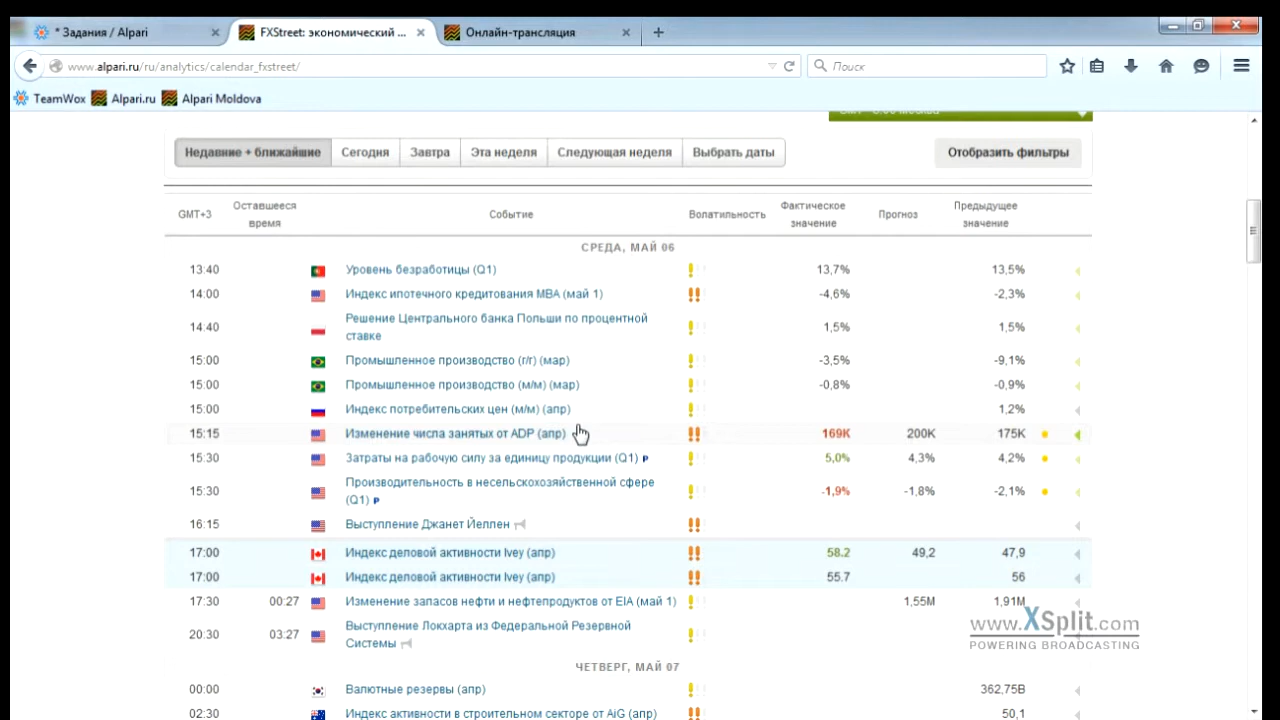 * Задания / Alpari
FXStreet: экономический ...
Онлайн-трансляция
www.alpari.ru/ru/analytics/calendar_fxstreet/
Поиск
TeamWox Alpari.ru Alpari Moldova
Недавние + ближайшие Сегодня Завтра Эта неделя Следующая неделя Выбрать даты Отобразить фильтры
GMT+3 Оставшееся время Событие Волатильность Фактическое значение Прогноз Предыдущее значение
СРЕДА, МАЙ 06
13:40 Уровень безработицы (Q1) 13,7% 13,5%
14:00 Индекс ипотечного кредитования MBA (май 1) -4,6% -2,3%
14:40 Решение Центрального банка Польши по процентной ставке 1,5% 1,5%
15:00 Промышленное производство (г/г) (мар) -3,5% -9,1%
15:00 Промышленное производство (м/м) (мар) -0,8% -0,9%
15:00 Индекс потребительских цен (м/м) (апр) 1,2%
15:15 Изменение числа занятых от ADP (апр) 169K 200K 175K
15:30 Затраты на рабочую силу за единицу продукции (Q1) P 5,0% 4,3% 4,2%
15:30 Производительность в несельскохозяйственной сфере (Q1) P -1,9% -1,8% -2,1%
16:15 Выступление Джанет Йеллен
17:00 Индекс деловой активности Ivey (апр) 58.2 49,2 47,9
17:00 Индекс деловой активности Ivey (апр) 55.7 56
17:30 00:27 Изменение запасов нефти и нефтепродуктов от EIA (май 1) 1,55M 1,91M
20:30 03:27 Выступление Локхарта из Федеральной Резервной Системы
www.XSplit.com
POWERING BROADCASTING
ЧЕТВЕРГ, МАЙ 07
00:00 Валютные резервы (апр) 362,75B
02:30 Индекс активности в строительном секторе от AiG (апр) 50,1